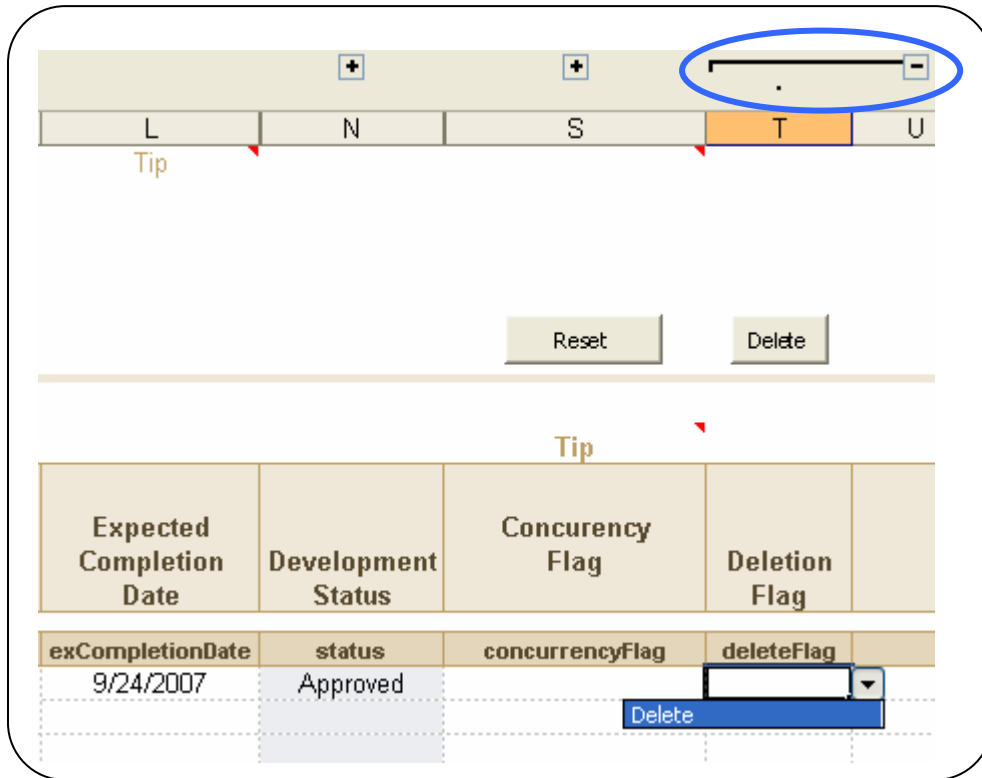 L N S T U
Tip
Reset Delete
Tip
Expected Completion Date
Development Status
Concurency Flag
Deletion Flag
exCompletionDate status concurrencyFlag deleteFlag
9/24/2007 Approved
Delete